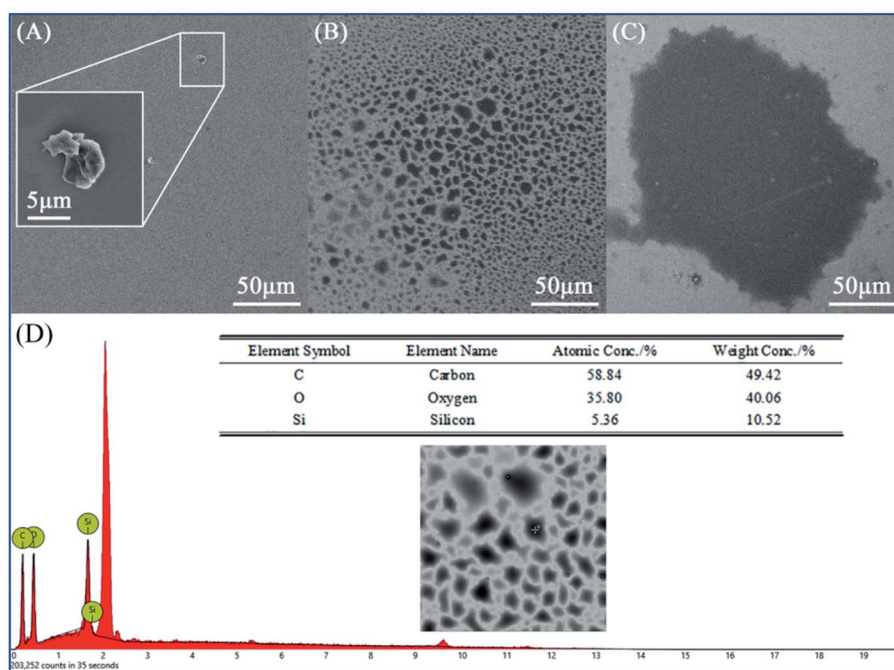 (A)
(B)
(C)
5μm
50μm
50μm
50μm
(D)
Element Symbol Element Name Atomic Conc./% Weight Conc./%
C Carbon 58.84 49.42
O Oxygen 35.80 40.06
Si Silicon 5.36 10.52
C O Si
Si
0 1 2 3 4 5 6 7 8 9 10 11 12 13 14 15 16 17 18 19
203,252 counts in 35 seconds